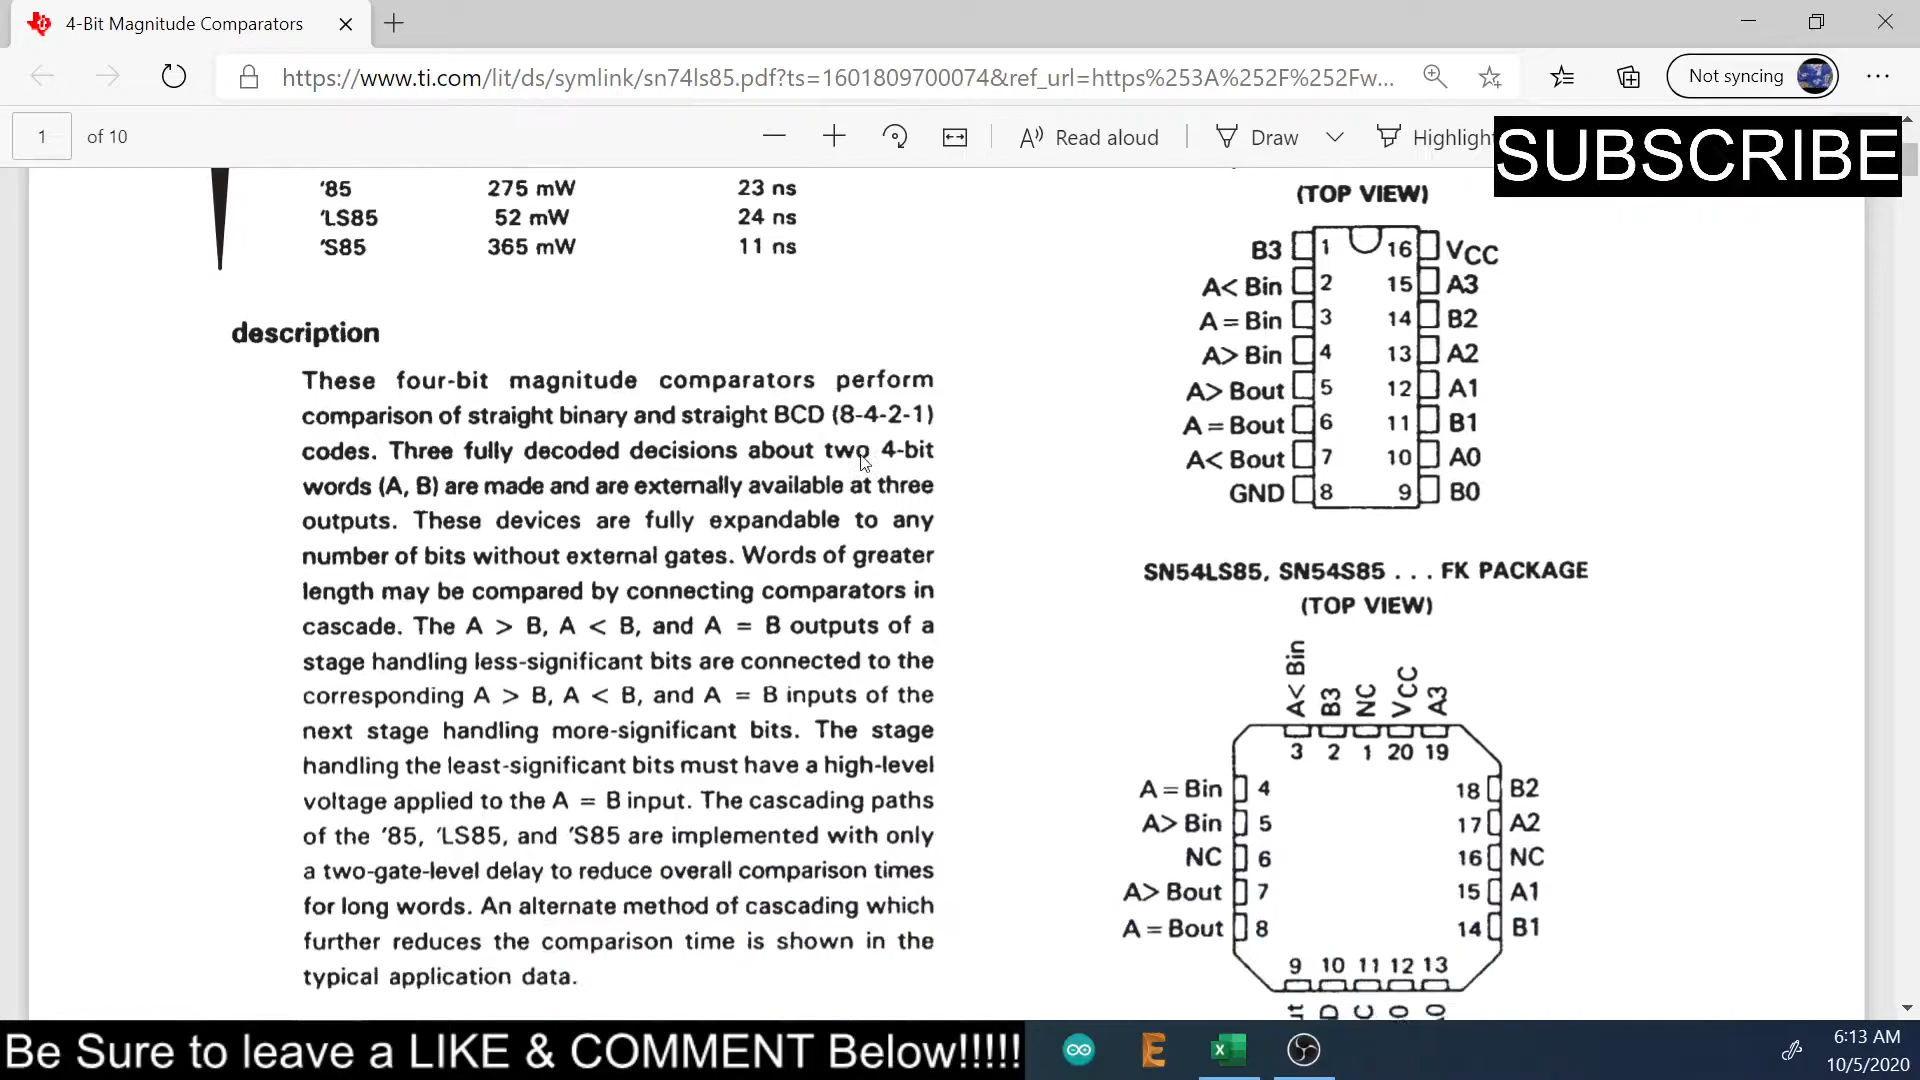 4-Bit Magnitude Comparators
https://www.ti.com/lit/ds/symlink/sn74ls85.pdf?ts=1601809700074&ref_url=https%253A%252F%252Fw...
Not syncing
1 of 10
Read aloud
Draw
Highlight
SUBSCRIBE
'85 275 mW 23 ns
'LS85 52 mW 24 ns
'S85 365 mW 11 ns
description
These four-bit magnitude comparators perform
comparison of straight binary and straight BCD (8-4-2-1)
codes. Three fully decoded decisions about two 4-bit
words (A, B) are made and are externally available at three
outputs. These devices are fully expandable to any
number of bits without external gates. Words of greater
length may be compared by connecting comparators in
cascade. The A > B, A < B, and A = B outputs of a
stage handling less-significant bits are connected to the
corresponding A > B, A < B, and A = B inputs of the
next stage handling more-significant bits. The stage
handling the least-significant bits must have a high-level
voltage applied to the A = B input. The cascading paths
of the '85, 'LS85, and 'S85 are implemented with only
a two-gate-level delay to reduce overall comparison times
for long words. An alternate method of cascading which
further reduces the comparison time is shown in the
typical application data.
(TOP VIEW)
B3 1 16 VCC
A< Bin 2 15 A3
A = Bin 3 14 B2
A> Bin 4 13 A2
A> Bout 5 12 A1
A = Bout 6 11 B1
A< Bout 7 10 A0
GND 8 9 B0
SN54LS85, SN54S85 . . . FK PACKAGE
(TOP VIEW)
A< Bin B3 NC VCC A3
3 2 1 20 19
A = Bin 4 18 B2
A> Bin 5 17 A2
NC 6 16 NC
A> Bout 7 15 A1
A = Bout 8 14 B1
9 10 11 12 13
Be Sure to leave a LIKE & COMMENT Below!!!!!
6:13 AM
10/5/2020